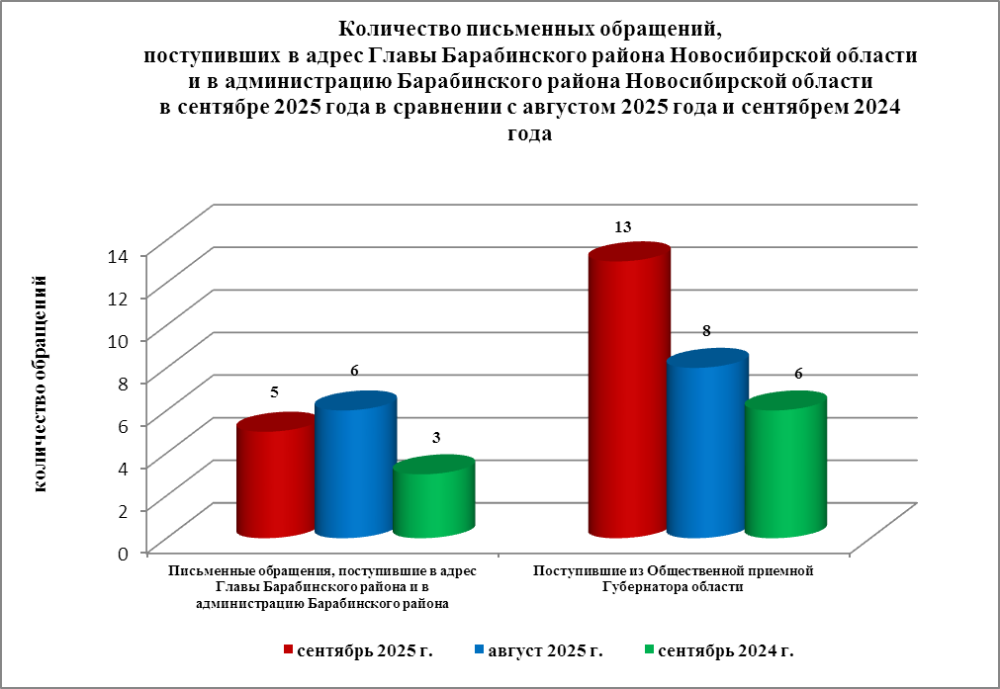 Количество письменных обращений,
поступивших в адрес Главы Барабинского района Новосибирской области
и в администрацию Барабинского района Новосибирской области
в сентябре 2025 года в сравнении с августом 2025 года и сентябрем 2024
года
количество обращений
14
12
10
8
6
4
2
0
5
6
3
13
8
6
Письменные обращения, поступившие в адрес
Главы Барабинского района и в
администрацию Барабинского района
Поступившие из Общественной приемной
Губернатора области
сентябрь 2025 г.
август 2025 г.
сентябрь 2024 г.